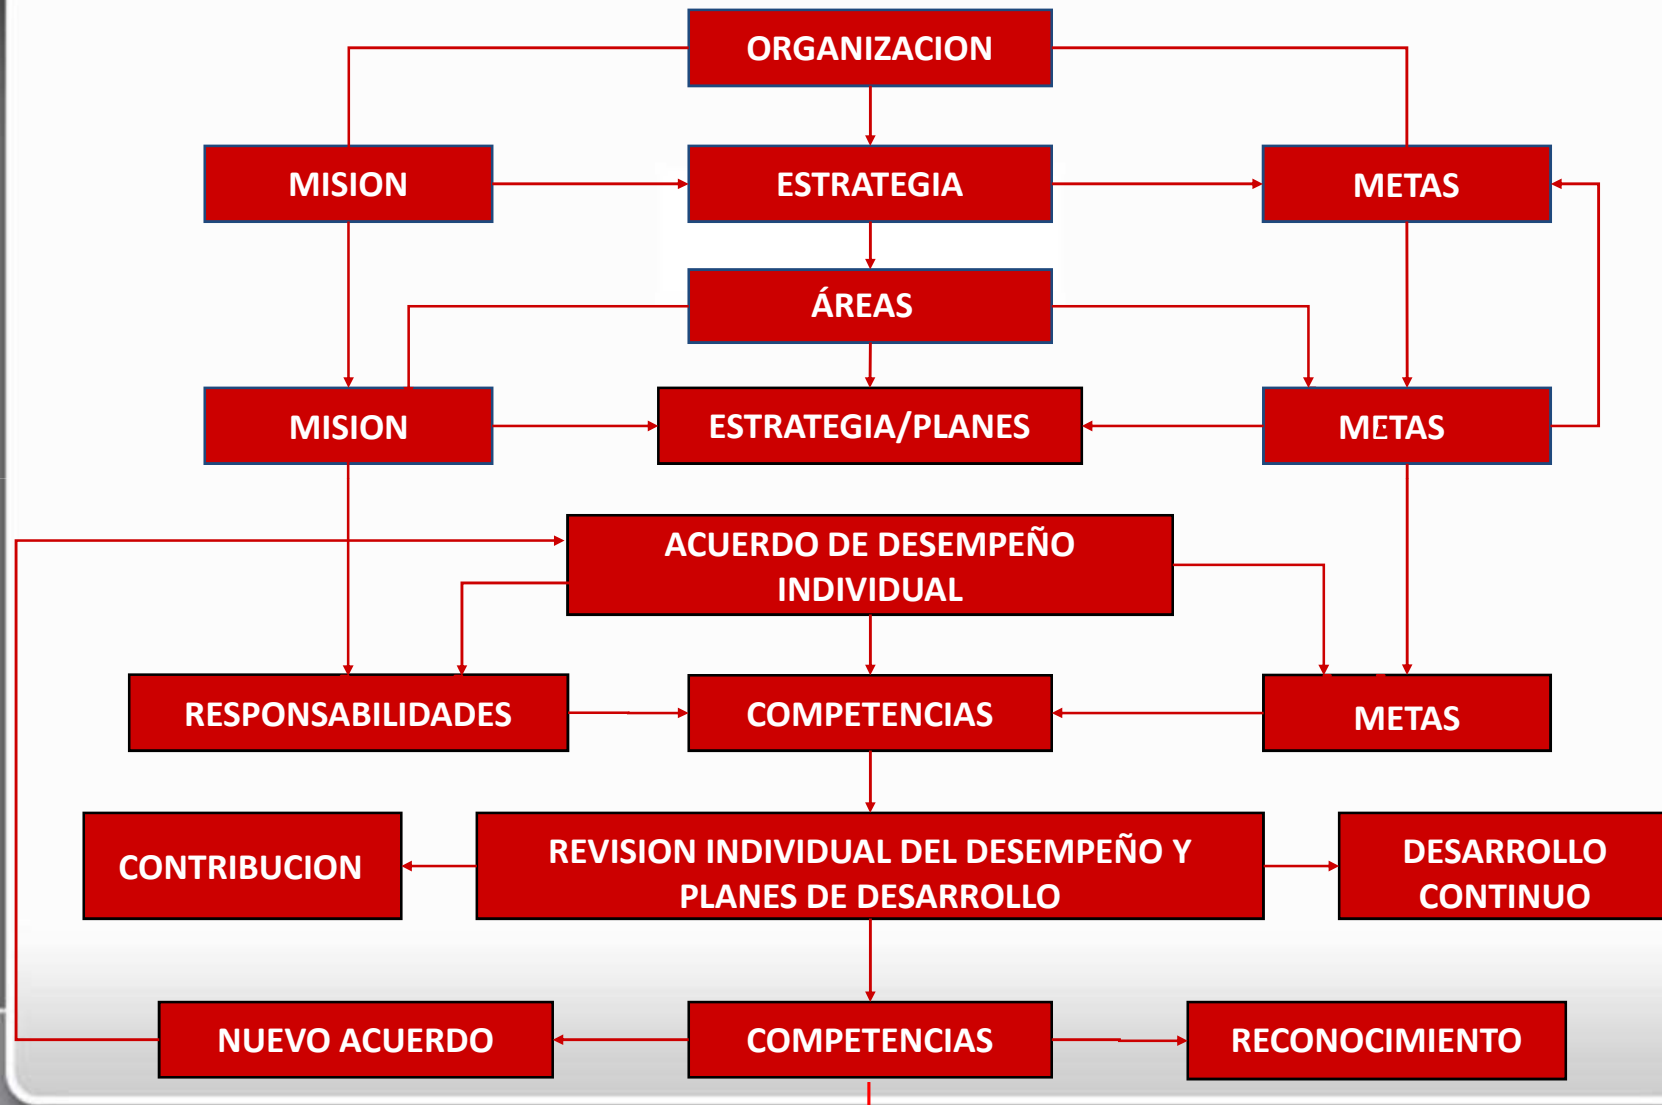 ORGANIZACION
MISION
ESTRATEGIA
METAS
ÁREAS
MISION
ESTRATEGIA/PLANES
METAS
ACUERDO DE DESEMPEÑO
INDIVIDUAL
RESPONSABILIDADES
COMPETENCIAS
METAS
CONTRIBUCION
REVISION INDIVIDUAL DEL DESEMPEÑO Y
PLANES DE DESARROLLO
DESARROLLO
CONTINUO
NUEVO ACUERDO
COMPETENCIAS
RECONOCIMIENTO